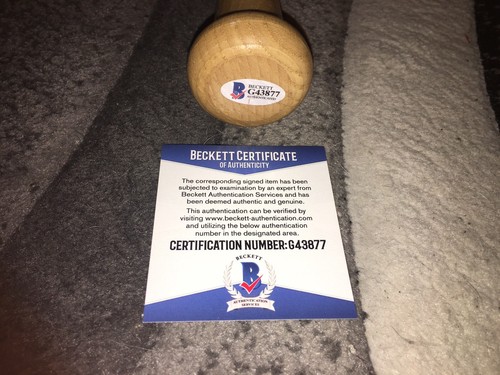 BECKETT
B
G43877
BECKETT CERTIFICATE
OF AUTHENTICITY
The corresponding signed item has been
subjected to examination by an expert from
Beckett Authentication Services and has
been deemed authentic and genuine.
This authentication can be verified by
visiting www.beckett-authentication.com
and utilizing the below authentication
number in the designated area.
CERTIFICATION NUMBER:G43877
BECKETT
B
AUTHENTICATION
SERVICES